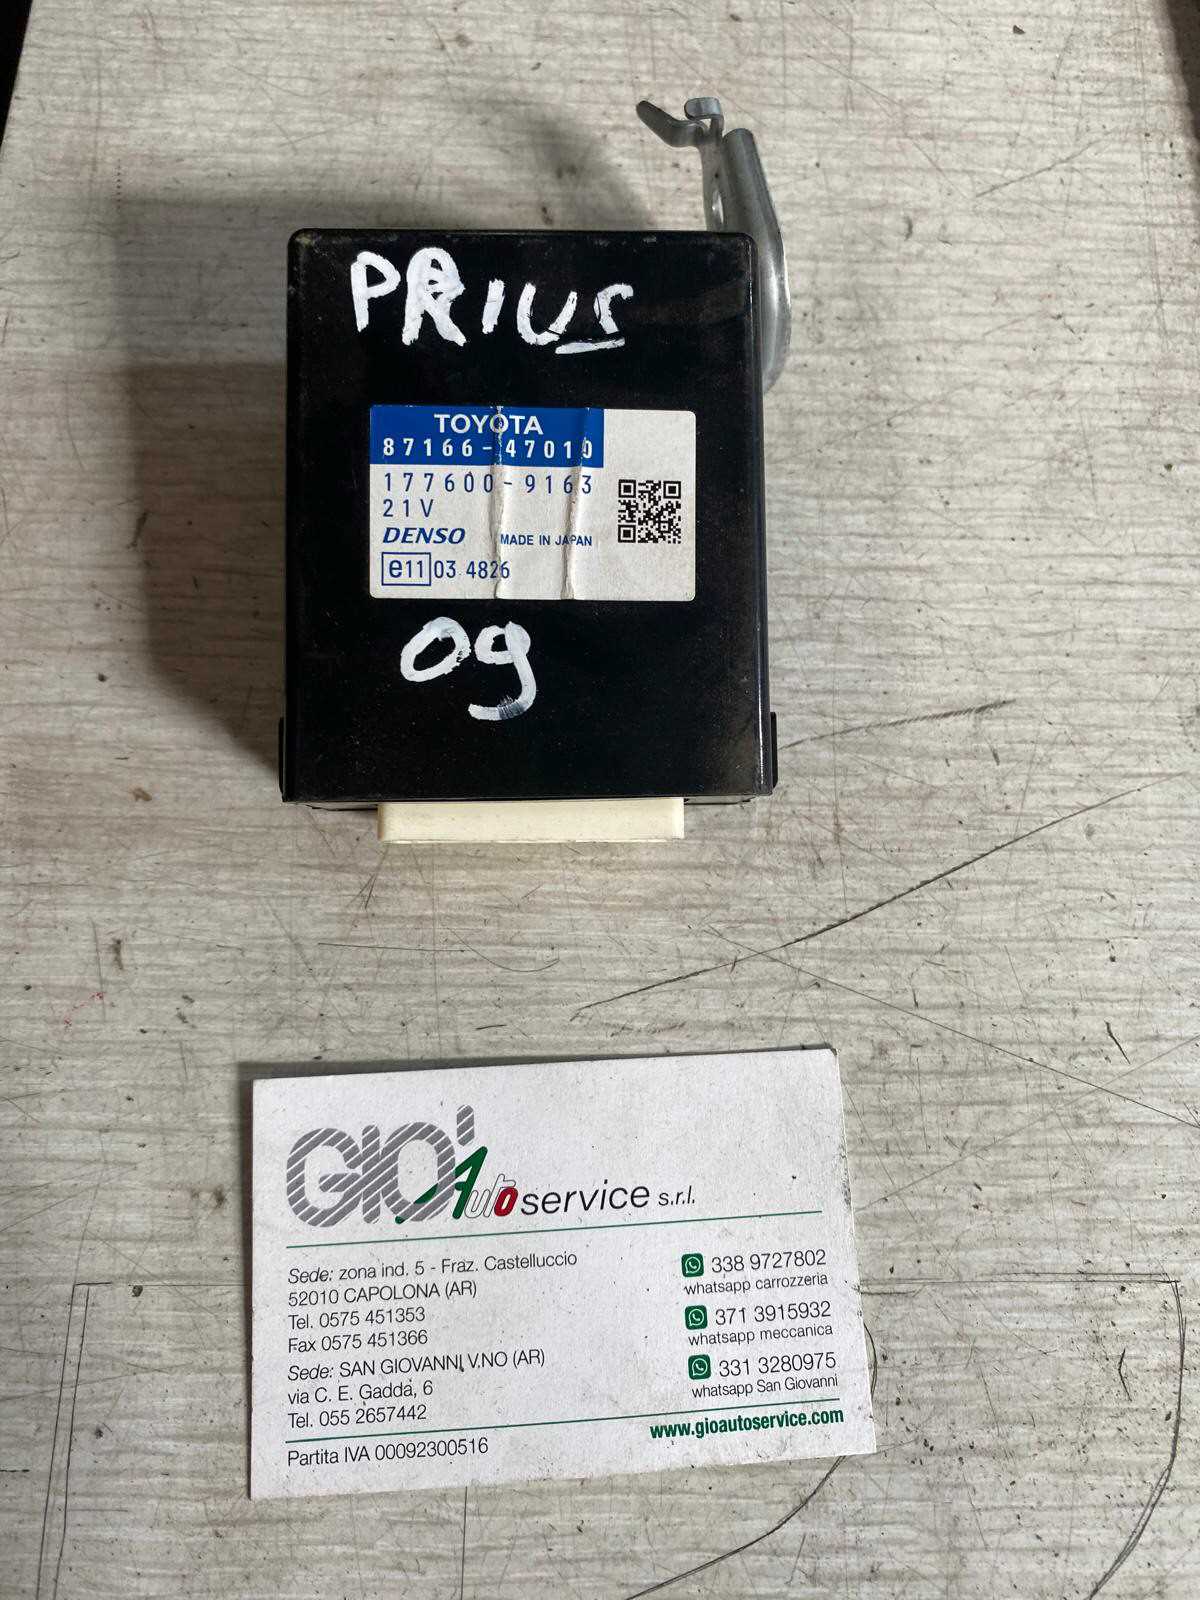 PRIUS
TOYOTA
87166-47010
177600-9163
21V
DENSO MADE IN JAPAN
e11 03 4826
09
GIO' Autoservice s.r.l.
Sede: zona ind. 5 - Fraz. Castelluccio
52010 CAPOLONA (AR)
Tel. 0575 451353
Fax 0575 451366
Sede: SAN GIOVANNI V.NO (AR)
via C. E. Gadda, 6
Tel. 055 2657442
Partita IVA 00092300516
338 9727802
whatsapp carrozzeria
371 3915932
whatsapp meccanica
331 3280975
whatsapp San Giovanni
www.gioautoservice.com